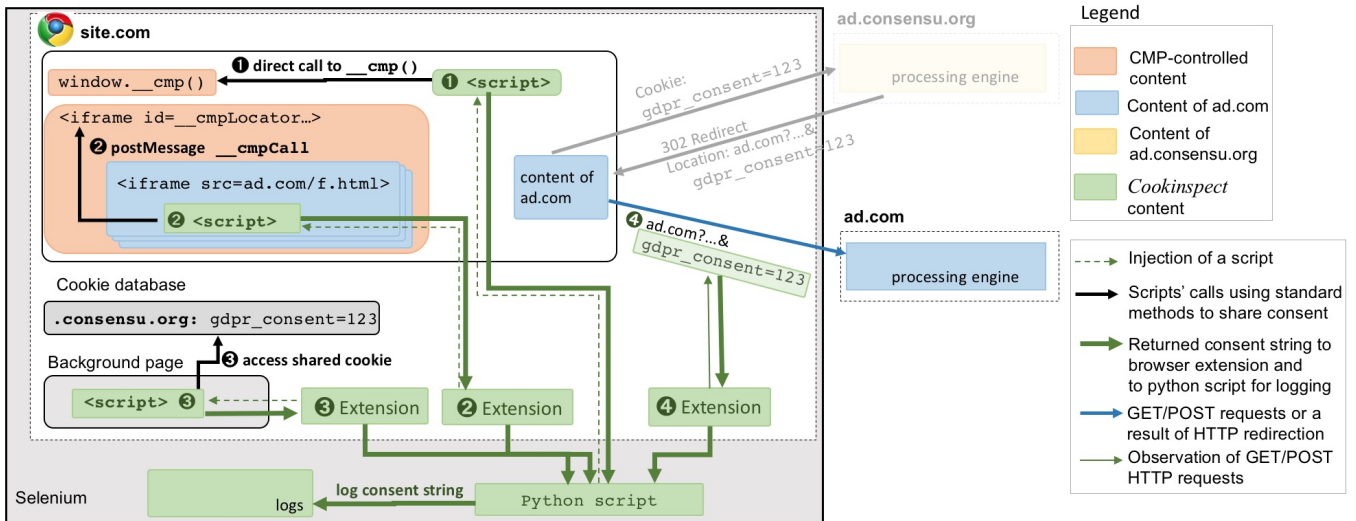 site.com
❶ direct call to __cmp()
window.__cmp()
❶ <script>
<iframe id=__cmpLocator…>
❷ postMessage __cmpCall
<iframe src=ad.com/f.html>
❷ <script>
content of
ad.com
Cookie:
gdpr_consent=123
302 Redirect
Location: ad.com?...&
gdpr_consent=123
ad.consensu.org
processing engine
❹ ad.com?...&
gdpr_consent=123
ad.com
processing engine
Cookie database
.consensu.org: gdpr_consent=123
Background page
❸ access shared cookie
<script> ❸
❸ Extension
❷ Extension
❹ Extension
Selenium
logs
log consent string
Python script
Legend
CMP-controlled
content
Content of ad.com
Content of
ad.consensu.org
Cookinspect
content
Injection of a script
Scripts' calls using standard
methods to share consent
Returned consent string to
browser extension and
to python script for logging
GET/POST requests or a
result of HTTP redirection
Observation of GET/POST
HTTP requests